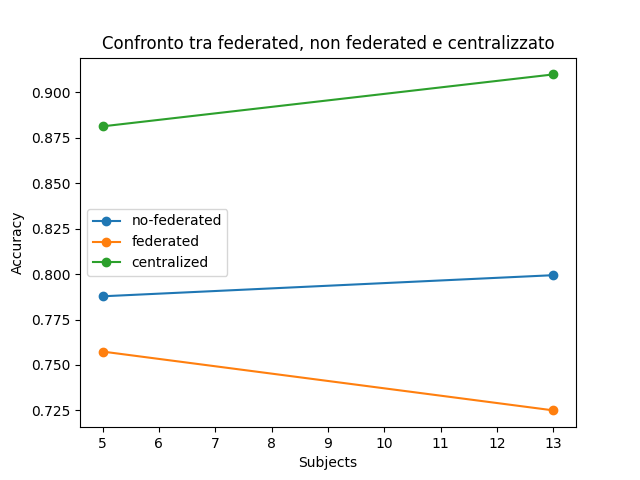 Confronto tra federated, non federated e centralizzato
0.900
0.875
0.850
0.825
0.800
0.775
0.750
0.725
Accuracy
no-federated
federated
centralized
5 6 7 8 9 10 11 12 13
Subjects